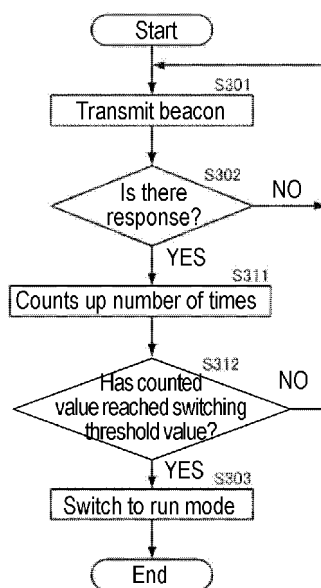 Start
S301
Transmit beacon
S302
Is there
response?
NO
YES
S311
Counts up number of times
S312
Has counted
value reached switching
threshold value?
NO
YES
S303
Switch to run mode
End